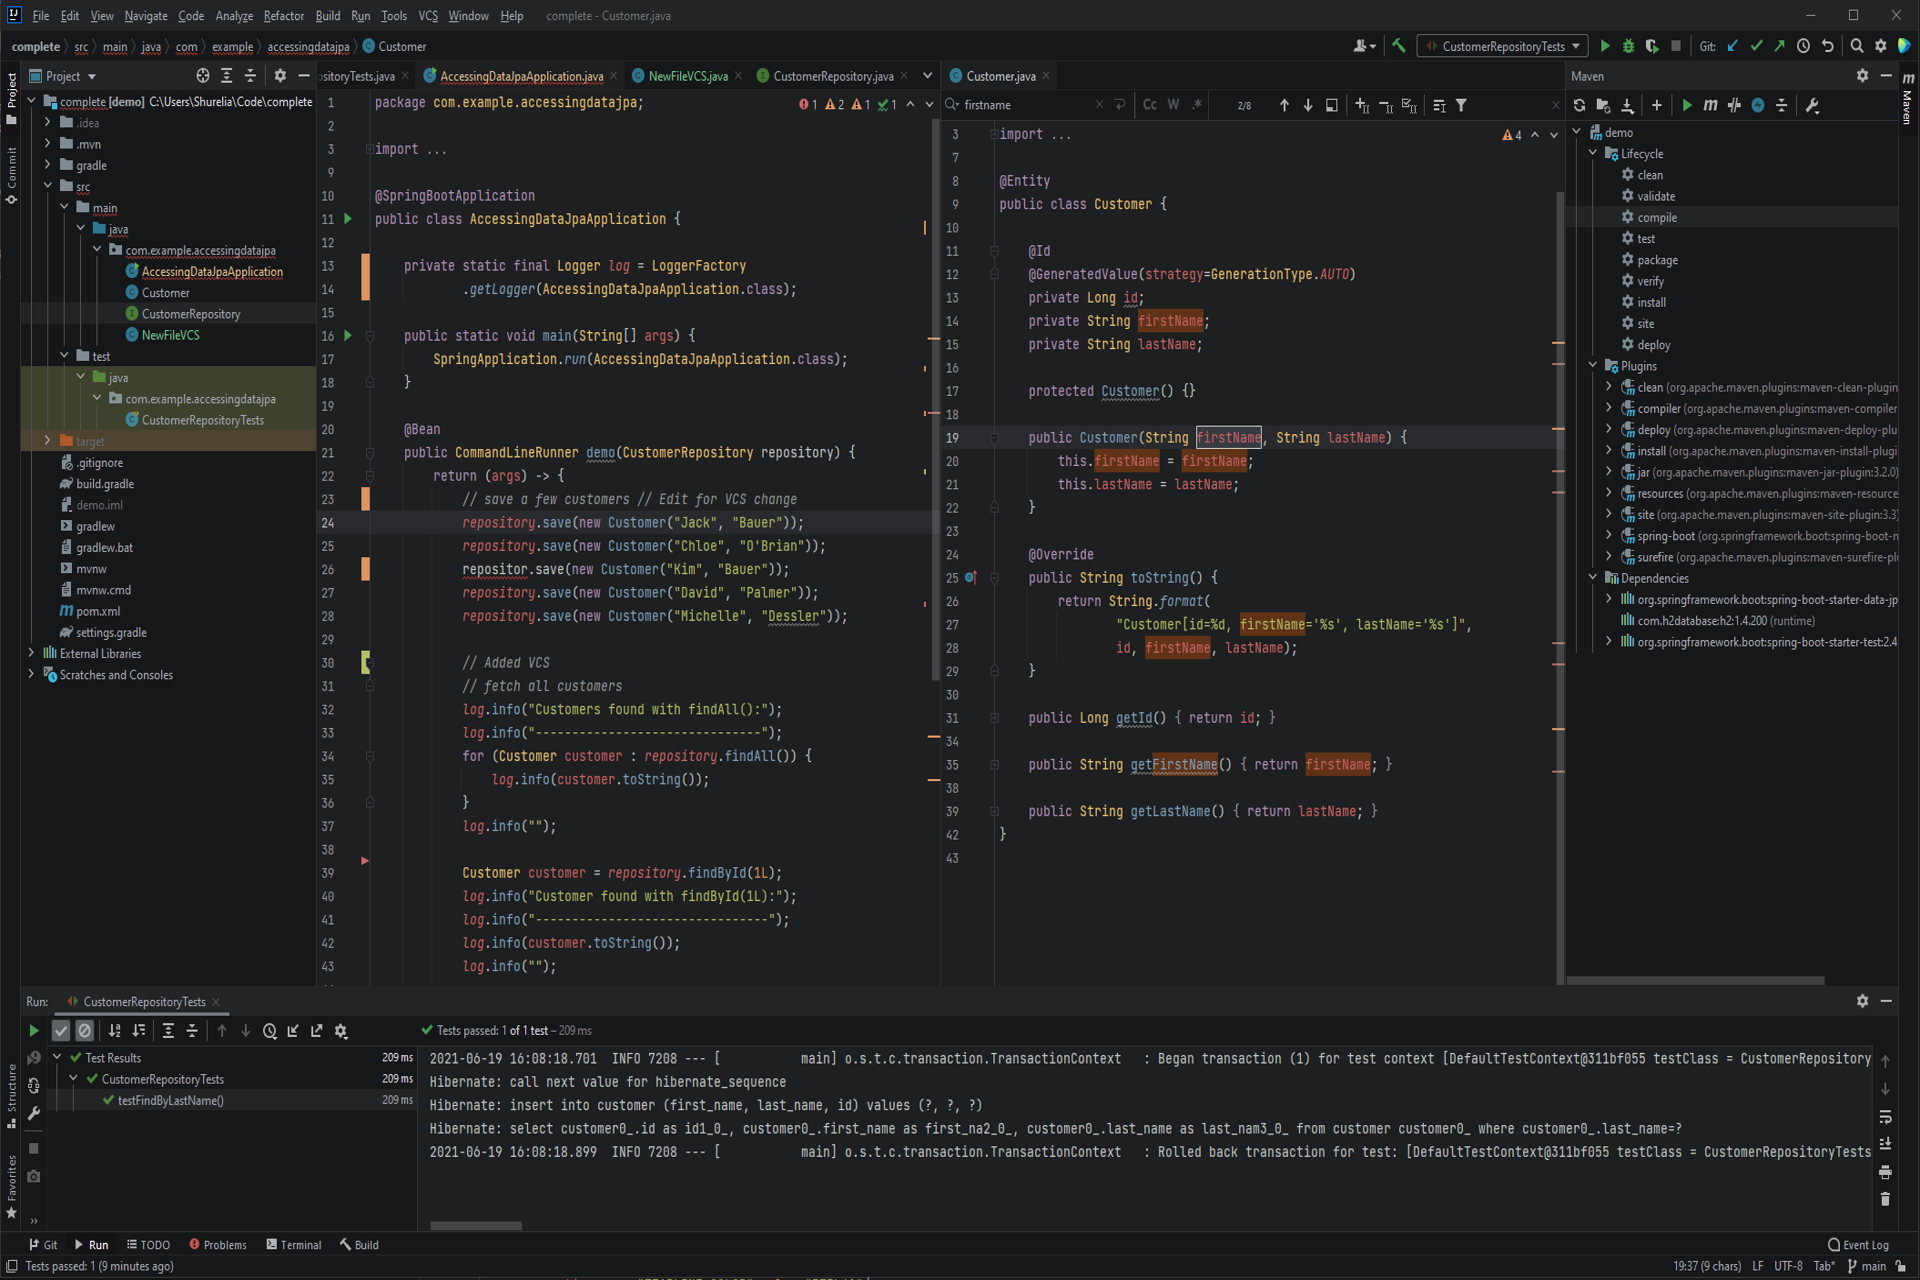 File Edit View Navigate Code Analyze Refactor Build Run Tools VCS Window Help complete - Customer.java
complete src main java com example accessingdatajpa Customer
CustomerRepositoryTests Git:
Project
ositoryTests.java AccessingDataJpaApplication.java NewFileVCS.java CustomerRepository.java
Customer.java
Maven
Project
Commit
Structure
Favorites
Maven
complete [demo] C:\Users\Shurelia\Code\complete
.idea
.mvn
gradle
src
main
java
com.example.accessingdatajpa
AccessingDataJpaApplication
Customer
CustomerRepository
NewFileVCS
test
java
com.example.accessingdatajpa
CustomerRepositoryTests
target
.gitignore
build.gradle
demo.iml
gradlew
gradlew.bat
mvnw
mvnw.cmd
pom.xml
settings.gradle
External Libraries
Scratches and Consoles
1 package com.example.accessingdatajpa; 1 2 1 1
2
3 import ...
9
10 @SpringBootApplication
11 public class AccessingDataJpaApplication {
12
13 private static final Logger log = LoggerFactory
14 .getLogger(AccessingDataJpaApplication.class);
15
16 public static void main(String[] args) {
17 SpringApplication.run(AccessingDataJpaApplication.class);
18 }
19
20 @Bean
21 public CommandLineRunner demo(CustomerRepository repository) {
22 return (args) -> {
23 // save a few customers // Edit for VCS change
24 repository.save(new Customer("Jack", "Bauer"));
25 repository.save(new Customer("Chloe", "O'Brian"));
26 repositor.save(new Customer("Kim", "Bauer"));
27 repository.save(new Customer("David", "Palmer"));
28 repository.save(new Customer("Michelle", "Dessler"));
29
30 // Added VCS
31 // fetch all customers
32 log.info("Customers found with findAll():");
33 log.info("-------------------------------");
34 for (Customer customer : repository.findAll()) {
35 log.info(customer.toString());
36 }
37 log.info("");
38
39 Customer customer = repository.findById(1L);
40 log.info("Customer found with findById(1L):");
41 log.info("--------------------------------");
42 log.info(customer.toString());
43 log.info("");
firstname Cc W .* 2/8
3 import ... 4
7
8 @Entity
9 public class Customer {
10
11 @Id
12 @GeneratedValue(strategy=GenerationType.AUTO)
13 private Long id;
14 private String firstName;
15 private String lastName;
16
17 protected Customer() {}
18
19 public Customer(String firstName, String lastName) {
20 this.firstName = firstName;
21 this.lastName = lastName;
22 }
23
24 @Override
25 public String toString() {
26 return String.format(
27 "Customer[id=%d, firstName='%s', lastName='%s']",
28 id, firstName, lastName);
29 }
30
31 public Long getId() { return id; }
34
35 public String getFirstName() { return firstName; }
38
39 public String getLastName() { return lastName; }
42 }
43
demo
Lifecycle
clean
validate
compile
test
package
verify
install
site
deploy
Plugins
clean (org.apache.maven.plugins:maven-clean-plugin
compiler (org.apache.maven.plugins:maven-compiler
deploy (org.apache.maven.plugins:maven-deploy-plu
install (org.apache.maven.plugins:maven-install-plugin
jar (org.apache.maven.plugins:maven-jar-plugin:3.2.0)
resources (org.apache.maven.plugins:maven-resource
site (org.apache.maven.plugins:maven-site-plugin:3.3)
spring-boot (org.springframework.boot:spring-boot-n
surefire (org.apache.maven.plugins:maven-surefire-pl
Dependencies
org.springframework.boot:spring-boot-starter-data-jp
com.h2database:h2:1.4.200 (runtime)
org.springframework.boot:spring-boot-starter-test:2.4
Run: CustomerRepositoryTests
Tests passed: 1 of 1 test – 209 ms
Test Results 209 ms
CustomerRepositoryTests 209 ms
testFindByLastName() 209 ms
2021-06-19 16:08:18.701 INFO 7208 --- [ main] o.s.t.c.transaction.TransactionContext : Began transaction (1) for test context [DefaultTestContext@311bf055 testClass = CustomerRepository
Hibernate: call next value for hibernate_sequence
Hibernate: insert into customer (first_name, last_name, id) values (?, ?, ?)
Hibernate: select customer0_.id as id1_0_, customer0_.first_name as first_na2_0_, customer0_.last_name as last_nam3_0_ from customer customer0_ where customer0_.last_name=?
2021-06-19 16:08:18.899 INFO 7208 --- [ main] o.s.t.c.transaction.TransactionContext : Rolled back transaction for test: [DefaultTestContext@311bf055 testClass = CustomerRepositoryTests
Git Run TODO Problems Terminal Build Event Log
Tests passed: 1 (9 minutes ago) 19:37 (9 chars) LF UTF-8 Tab* main